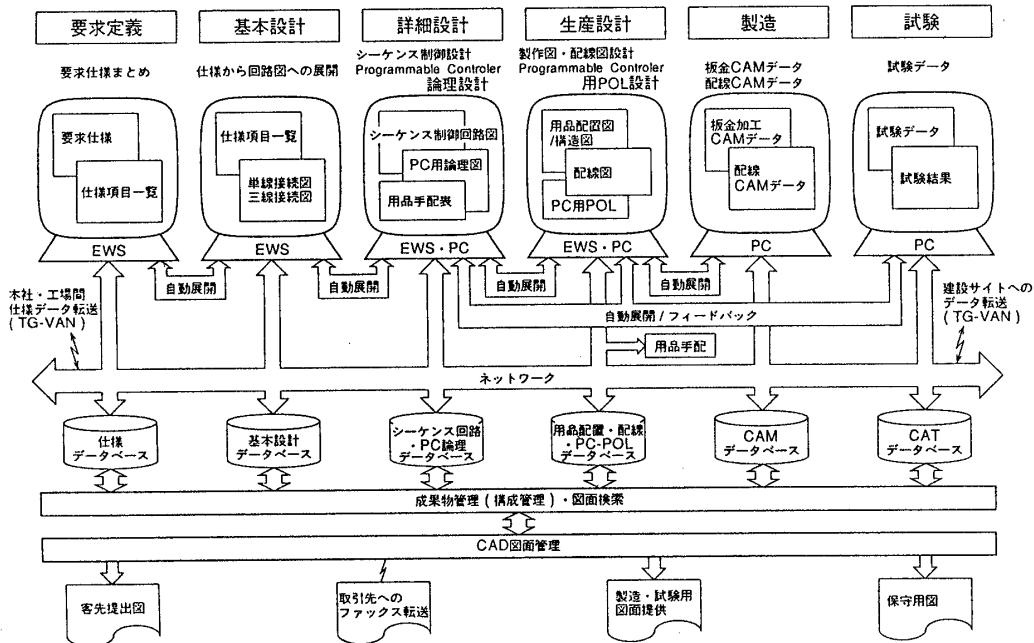 要求定義
基本設計
詳細設計
生産設計
製造
試験
要求仕様まとめ
仕様から回路図への展開
シーケンス制御設計
Programmable Controler
論理設計
製作図・配線図設計
Programmable Controler
用POL設計
板金CAMデータ
配線CAMデータ
試験データ
要求仕様
仕様項目一覧
仕様項目一覧
単線接続図
三線接続図
シーケンス制御回路図
PC用論理図
用品手配表
用品配置図
/構造図
配線図
PC用POL
板金加工
CAMデータ
配線
CAMデータ
試験データ
試験結果
EWS
EWS
EWS・PC
EWS・PC
PC
PC
自動展開
自動展開
自動展開
自動展開
本社・工場間
仕様データ転送
(TG-VAN)
建設サイトへの
データ転送
(TG-VAN)
自動展開/フィードバック
用品手配
ネットワーク
仕様
データベース
基本設計
データベース
シーケンス回路
・PC論理
データベース
用品配置・配線
・PC-POL
データベース
CAM
データベース
CAT
データベース
成果物管理(構成管理)・図面検索
CAD図面管理
客先提出図
取引先への
ファックス転送
製造・試験用
図面提供
保守用図